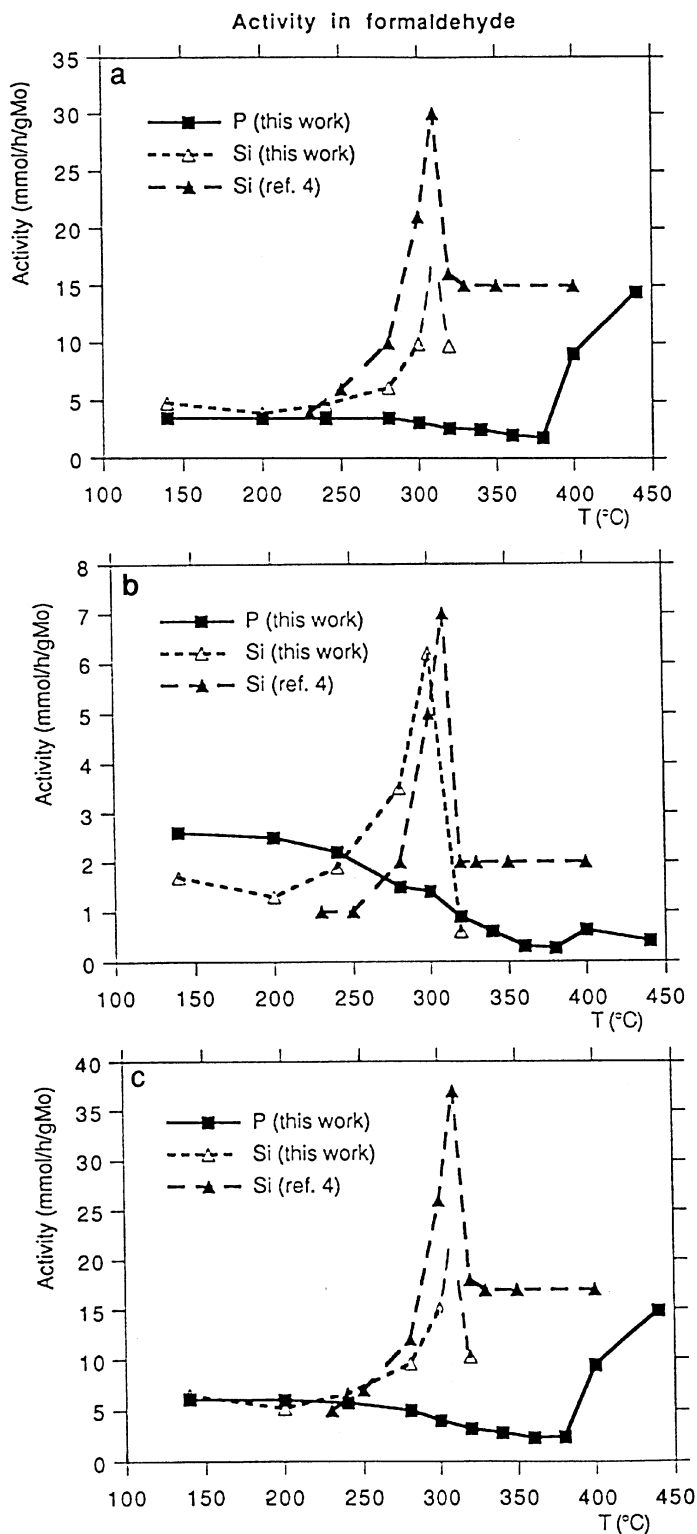 Activity in formaldehyde
a
Activity (mmol/h/gMo)
P (this work)
Si (this work)
Si (ref. 4)
35
30
25
20
15
10
5
0
100 150 200 250 300 350 400 450
T (°C)
b
Activity (mmol/h/gMo)
P (this work)
Si (this work)
Si (ref. 4)
8
7
6
5
4
3
2
1
0
100 150 200 250 300 350 400 450
T (°C)
c
Activity (mmol/h/gMo)
P (this work)
Si (this work)
Si (ref. 4)
40
35
30
25
20
15
10
5
0
100 150 200 250 300 350 400 450
T (°C)